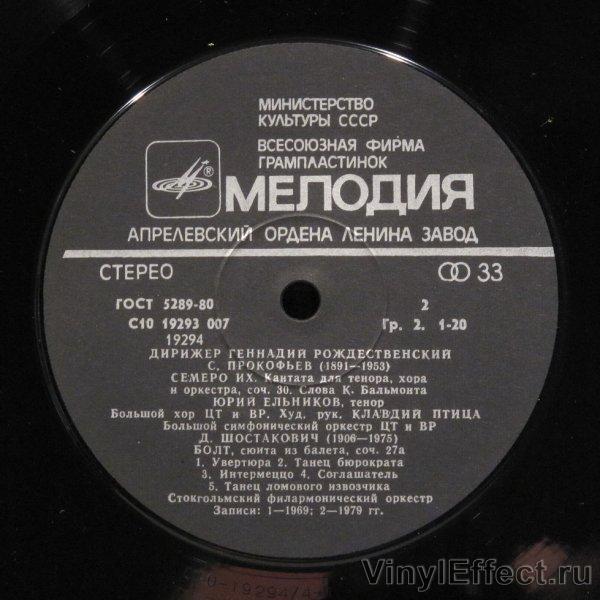 МИНИСТЕРСТВО
КУЛЬТУРЫ СССР
ВСЕСОЮЗНАЯ ФИРМА
ГРАМПЛАСТИНОК
®
МЕЛОДИЯ
АПРЕЛЕВСКИЙ ОРДЕНА ЛЕНИНА ЗАВОД
СТЕРЕО 33
ГОСТ 5289-80 2
С10 19293 007 Гр. 2. 1-20
19294
ДИРИЖЕР ГЕННАДИЙ РОЖДЕСТВЕНСКИЙ
С. ПРОКОФЬЕВ (1891—1953)
СЕМЕРО ИХ. Кантата для тенора, хора
и оркестра, соч. 30. Слова К. Бальмонта
ЮРИЙ ЕЛЬНИКОВ, тенор
Большой хор ЦТ и ВР. Худ. рук. КЛАВДИЙ ПТИЦА
Большой симфонический оркестр ЦТ и ВР
Д. ШОСТАКОВИЧ (1906—1975)
БОЛТ, сюита из балета, соч. 27а
1. Увертюра 2. Танец бюрократа
3. Интермеццо 4. Соглашатель
5. Танец ломового извозчика
Стокгольмский филармонический оркестр
Записи: 1—1969; 2—1979 гг.
VinylEffect.ru